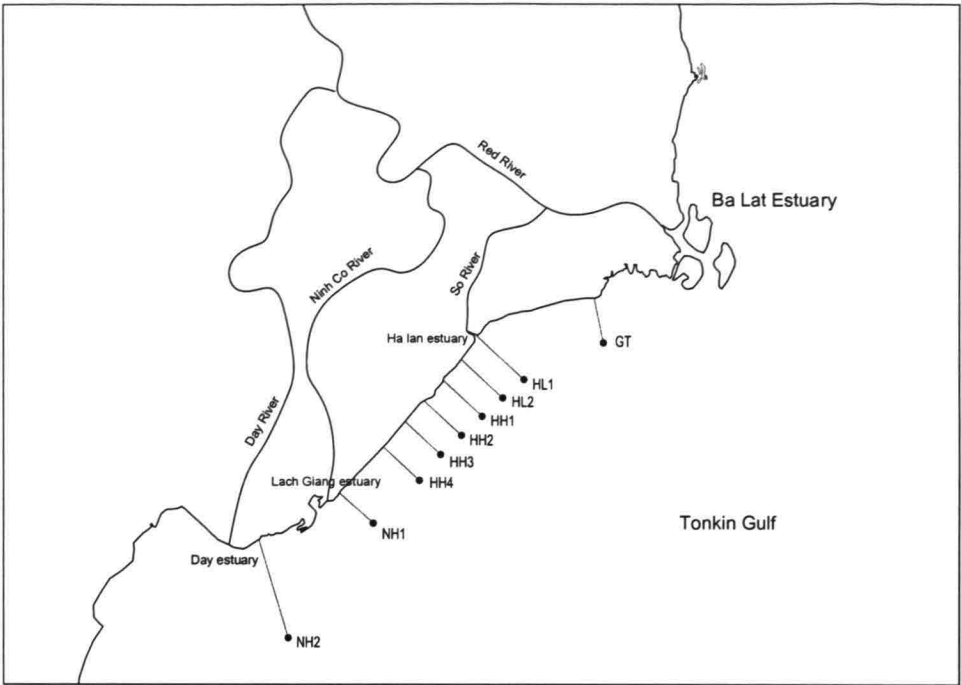 Red River
Ba Lat Estuary
Ninh Co River
So River
Ha lan estuary
GT
HL1
HL2
HH1
Day River
HH2
HH3
Lach Giang estuary
HH4
Tonkin Gulf
NH1
Day estuary
NH2